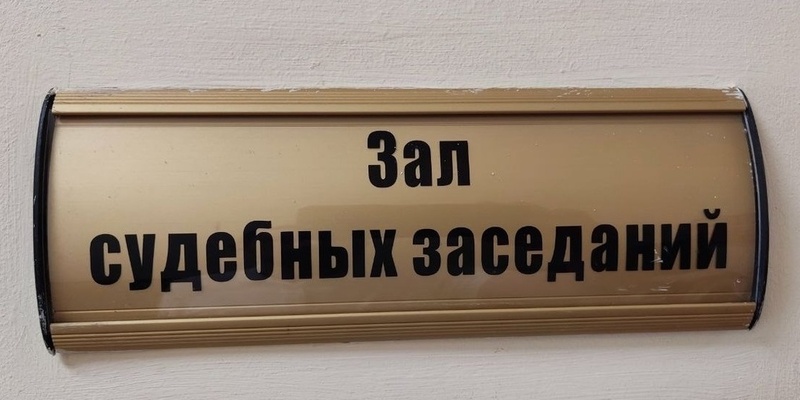 Зал
судебных заседаний